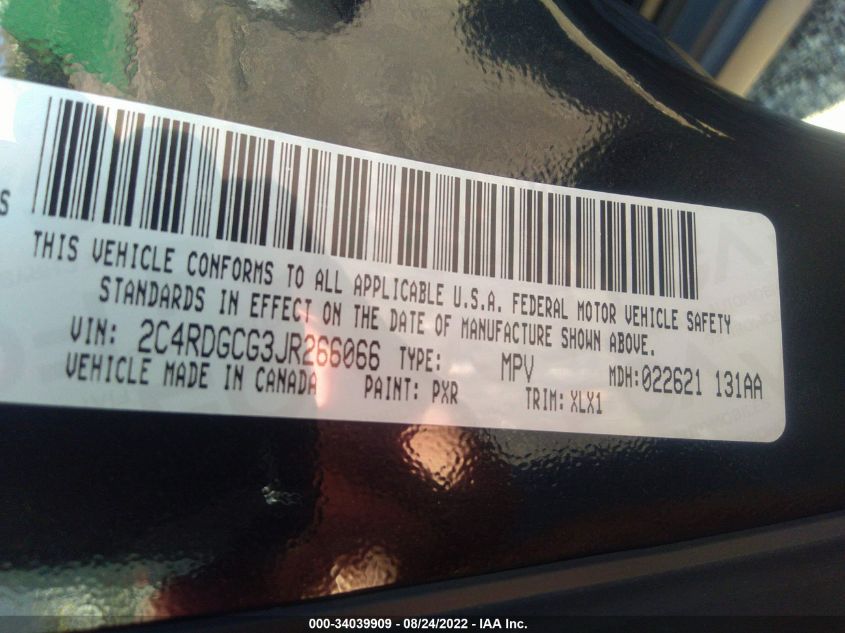 S
THIS VEHICLE CONFORMS TO ALL APPLICABLE U.S.A. FEDERAL MOTOR VEHICLE SAFETY
STANDARDS IN EFFECT ON THE DATE OF MANUFACTURE SHOWN ABOVE.
VIN: 2C4RDGCG3JR266066 TYPE: MPV MDH:022621 131AA
VEHICLE MADE IN CANADA PAINT: PXR TRIM: XLX1
000-34039909 - 08/24/2022 - IAA Inc.